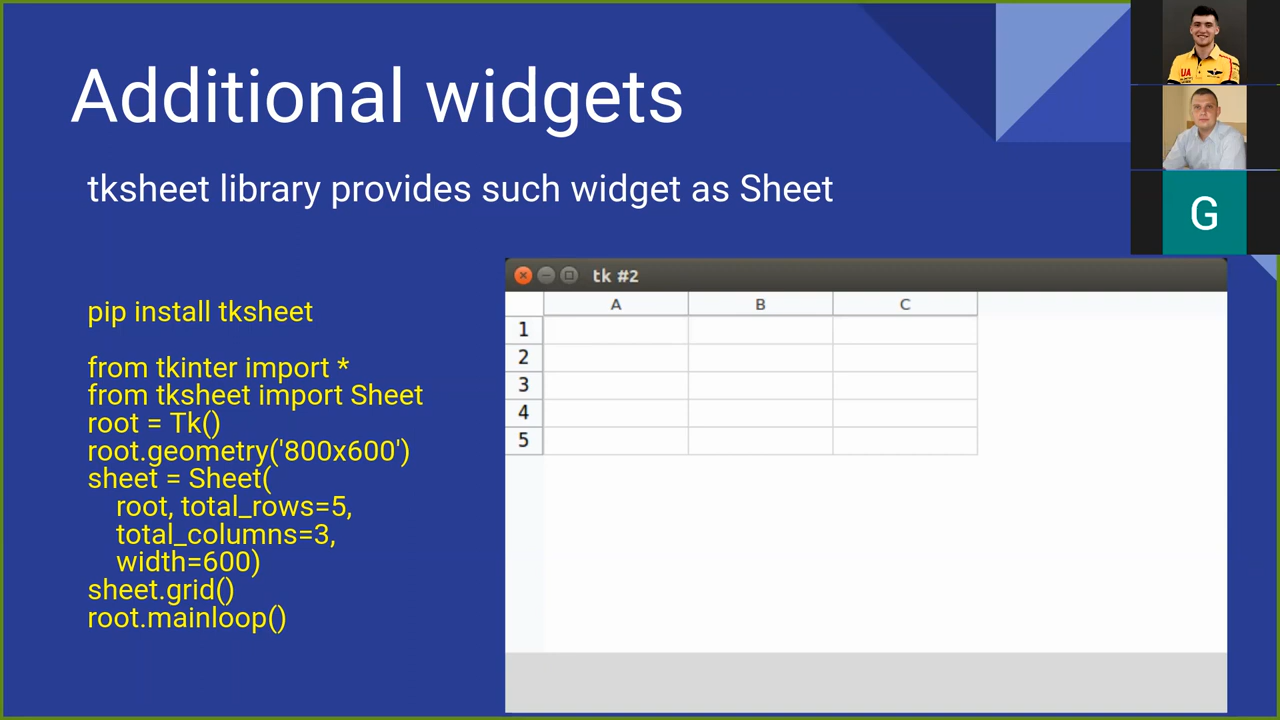 Additional widgets
tksheet library provides such widget as Sheet
pip install tksheet
from tkinter import *
from tksheet import Sheet
root = Tk()
root.geometry('800x600')
sheet = Sheet(
root, total_rows=5,
total_columns=3,
width=600)
sheet.grid()
root.mainloop()
tk #2
A B C
1
2
3
4
5
UA
G